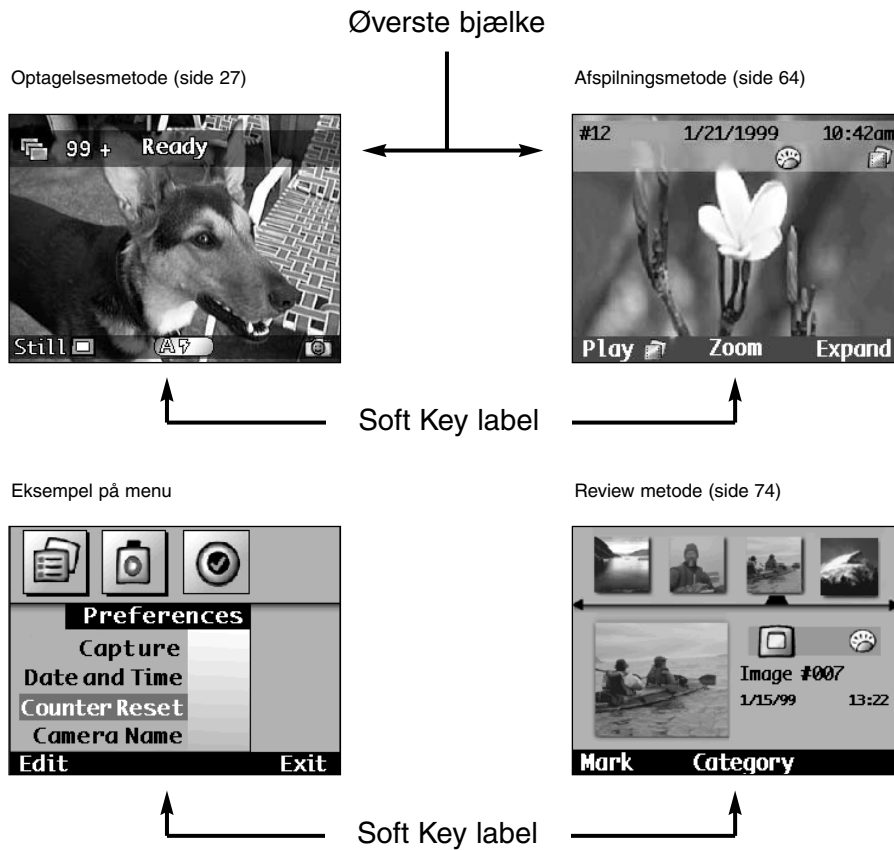 Øverste bjælke
Optagelsesmetode (side 27)
Afspilningsmetode (side 64)
99 + Ready
#12 1/21/1999 10:42am
Still A
Play Zoom Expand
Soft Key label
Eksempel på menu
Review metode (side 74)
Preferences
Capture
Date and Time
Counter Reset
Camera Name
Edit Exit
Image #007
1/15/99 13:22
Mark Category
Soft Key label